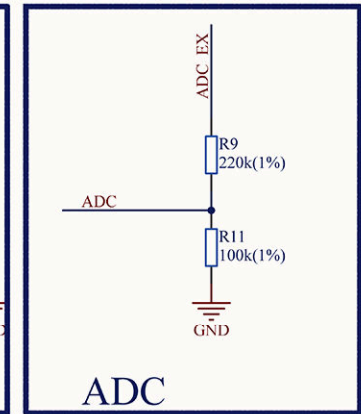 ADC EX
R9
220k(1%)
ADC
R11
100k(1%)
GND
ADC